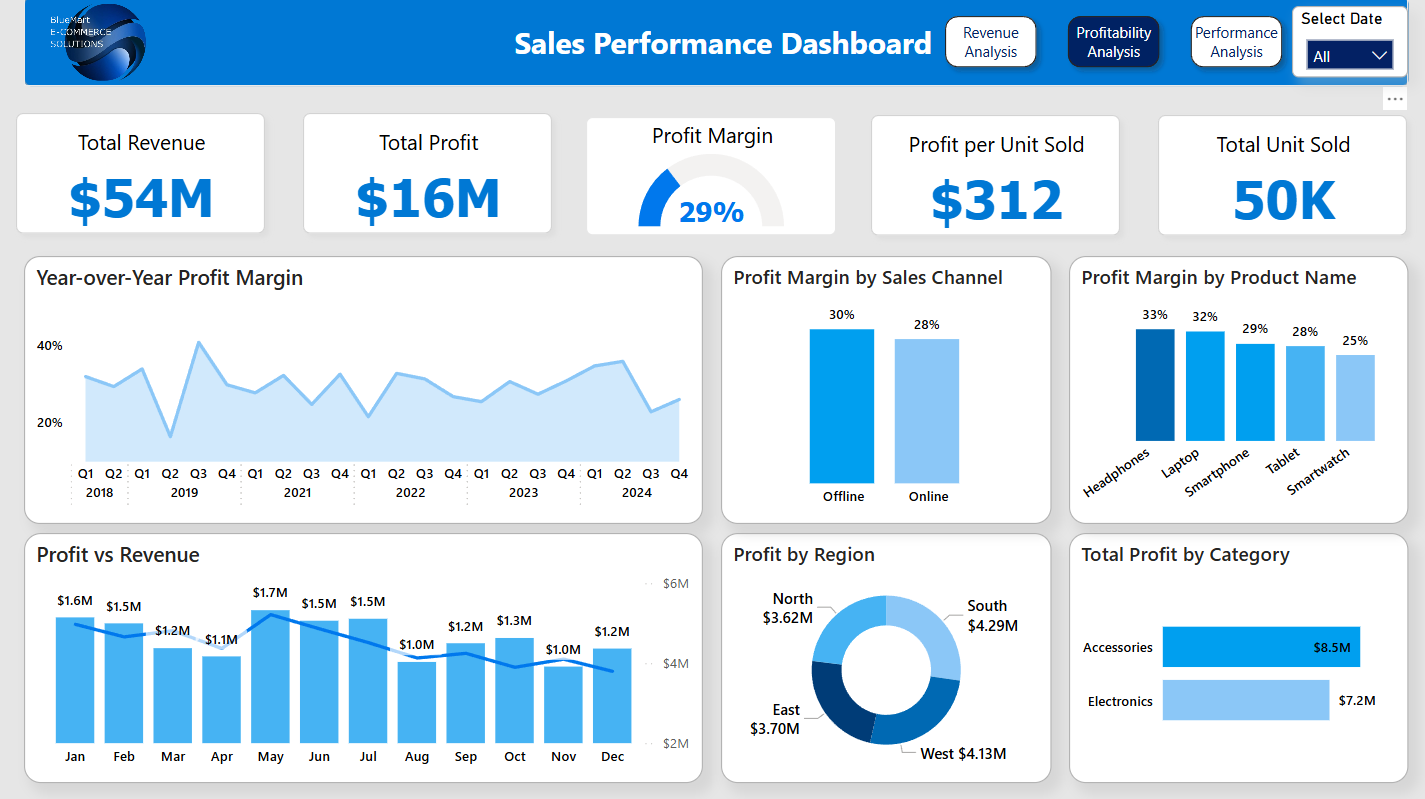 BlueMart
E-COMMERCE
SOLUTIONS
Sales Performance Dashboard
Revenue
Analysis
Profitability
Analysis
Performance
Analysis
Select Date
All
Total Revenue
$54M
Total Profit
$16M
Profit Margin
29%
Profit per Unit Sold
$312
Total Unit Sold
50K
Year-over-Year Profit Margin
40%
20%
Q1 Q2 Q1 Q2 Q3 Q4 Q1 Q2 Q3 Q4 Q1 Q2 Q3 Q4 Q1 Q2 Q3 Q4 Q1 Q2 Q3 Q4
2018 2019 2021 2022 2023 2024
Profit Margin by Sales Channel
30%
28%
Offline Online
Profit Margin by Product Name
33%
32%
29%
28%
25%
Headphones
Laptop
Smartphone
Tablet
Smartwatch
Profit vs Revenue
$6M
$4M
$2M
$1.6M
$1.5M
$1.2M
$1.1M
$1.7M
$1.5M
$1.5M
$1.0M
$1.2M
$1.3M
$1.0M
$1.2M
Jan Feb Mar Apr May Jun Jul Aug Sep Oct Nov Dec
Profit by Region
North
$3.62M
South
$4.29M
East
$3.70M
West $4.13M
Total Profit by Category
Accessories $8.5M
Electronics $7.2M